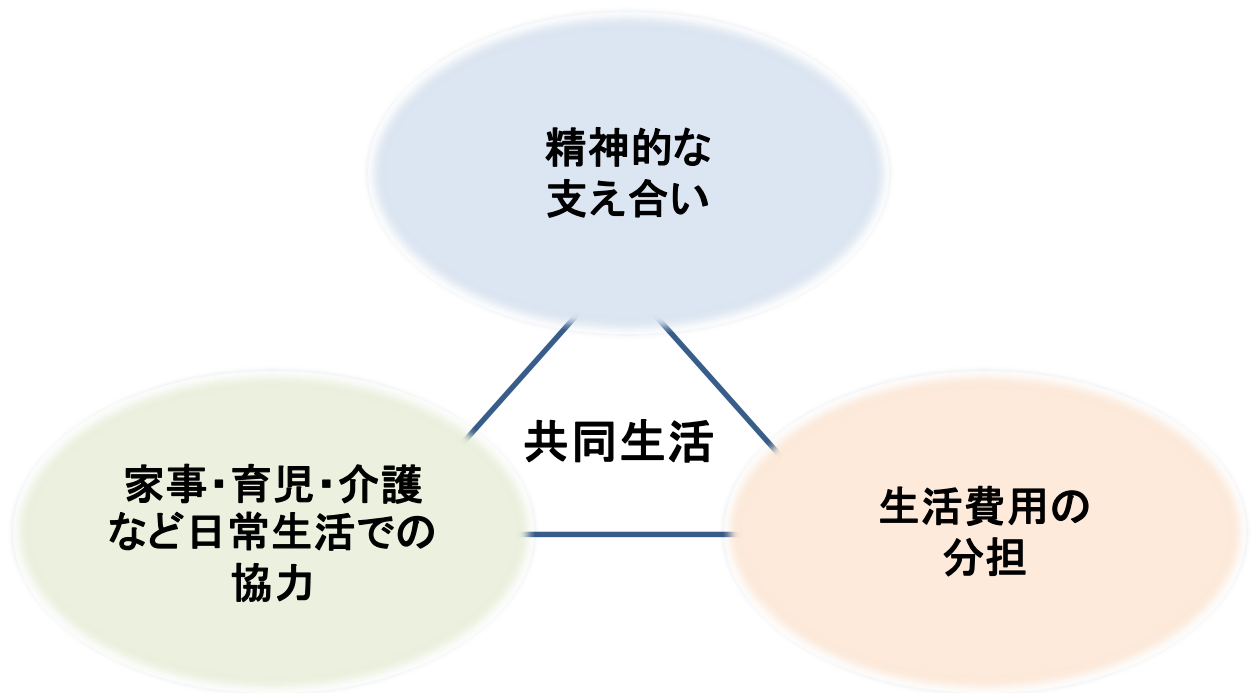 精神的な
支え合い
共同生活
家事・育児・介護
など日常生活での
協力
生活費用の
分担